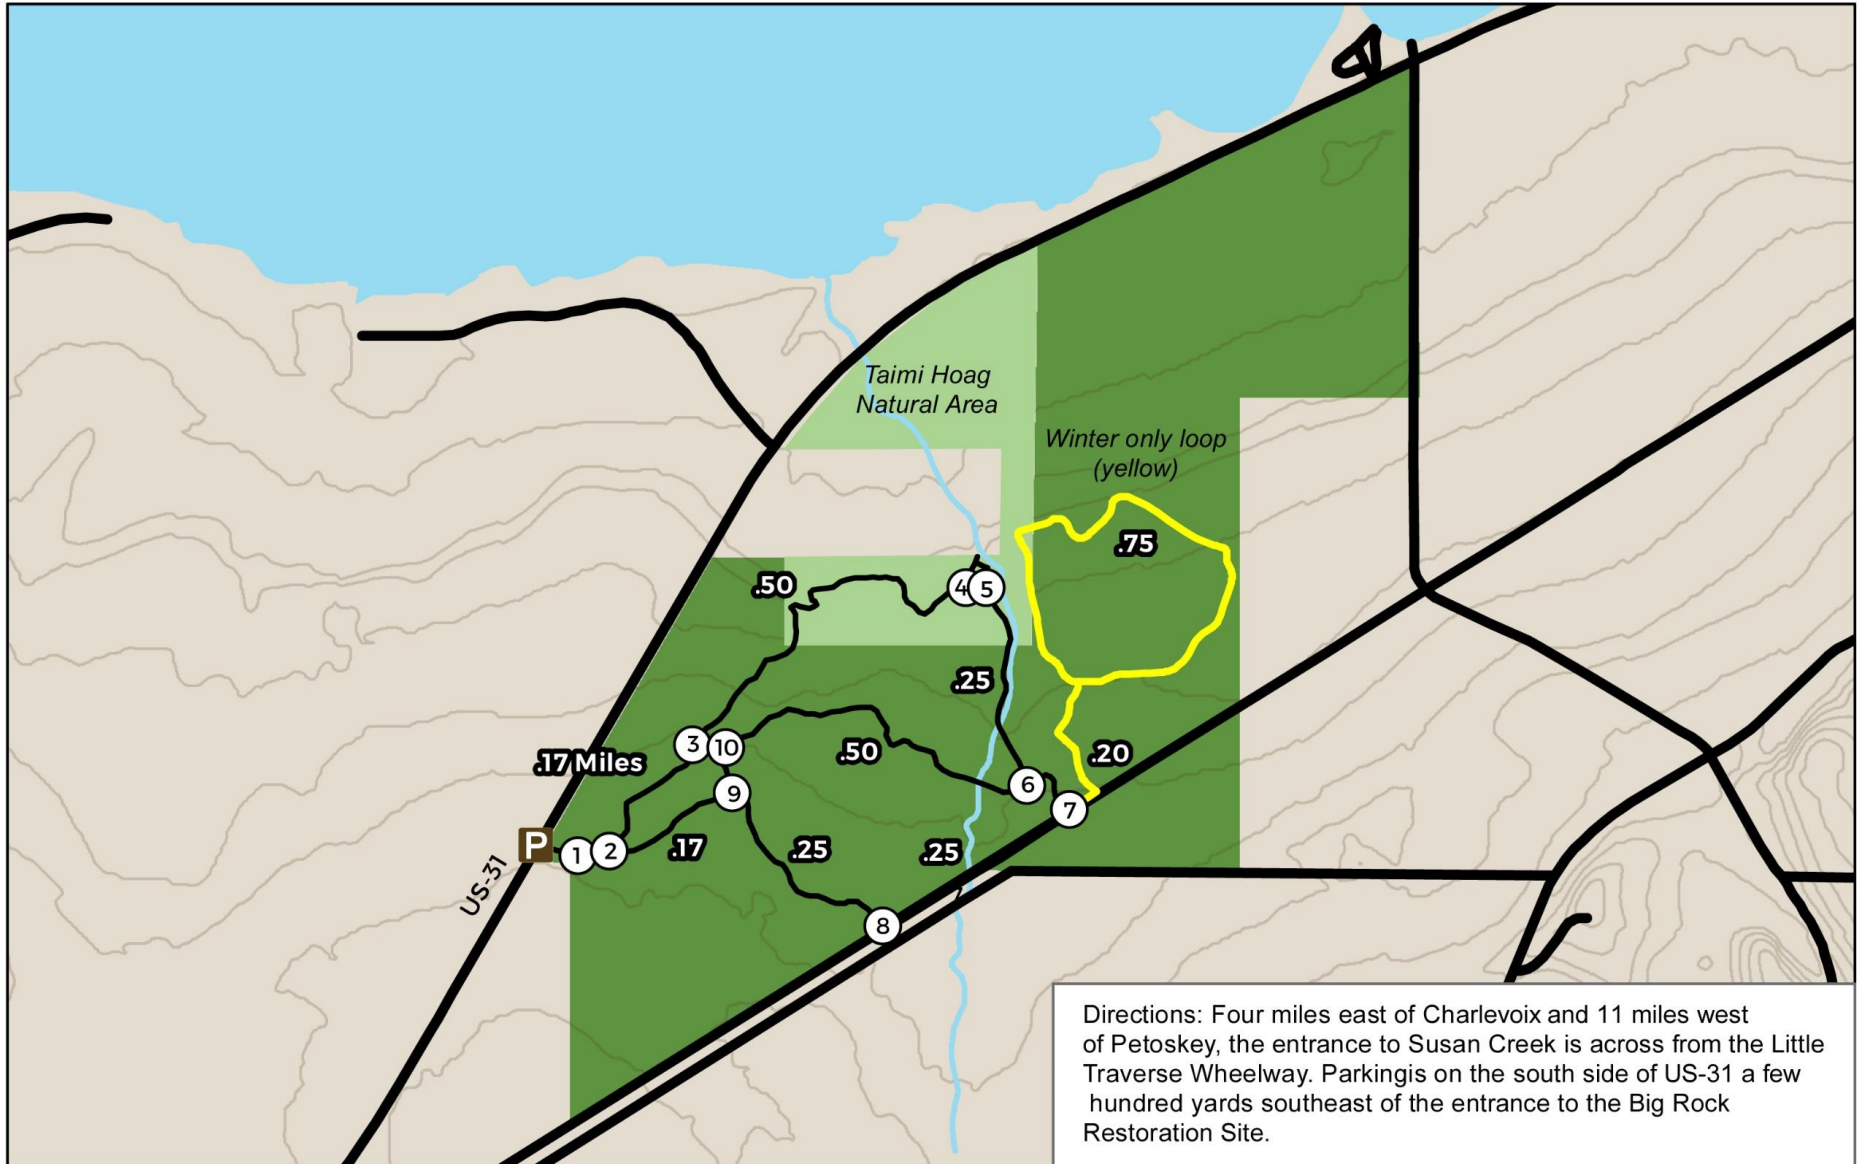 Taimi Hoag
Natural Area
Winter only loop
(yellow)
.75
.50
4
5
.25
3
10
.17 Miles
.50
.20
6
9
7
P
1
2
.17
.25
.25
US-31
8
Directions: Four miles east of Charlevoix and 11 miles west
of Petoskey, the entrance to Susan Creek is across from the Little
Traverse Wheelway. Parkingis on the south side of US-31 a few
hundred yards southeast of the entrance to the Big Rock
Restoration Site.